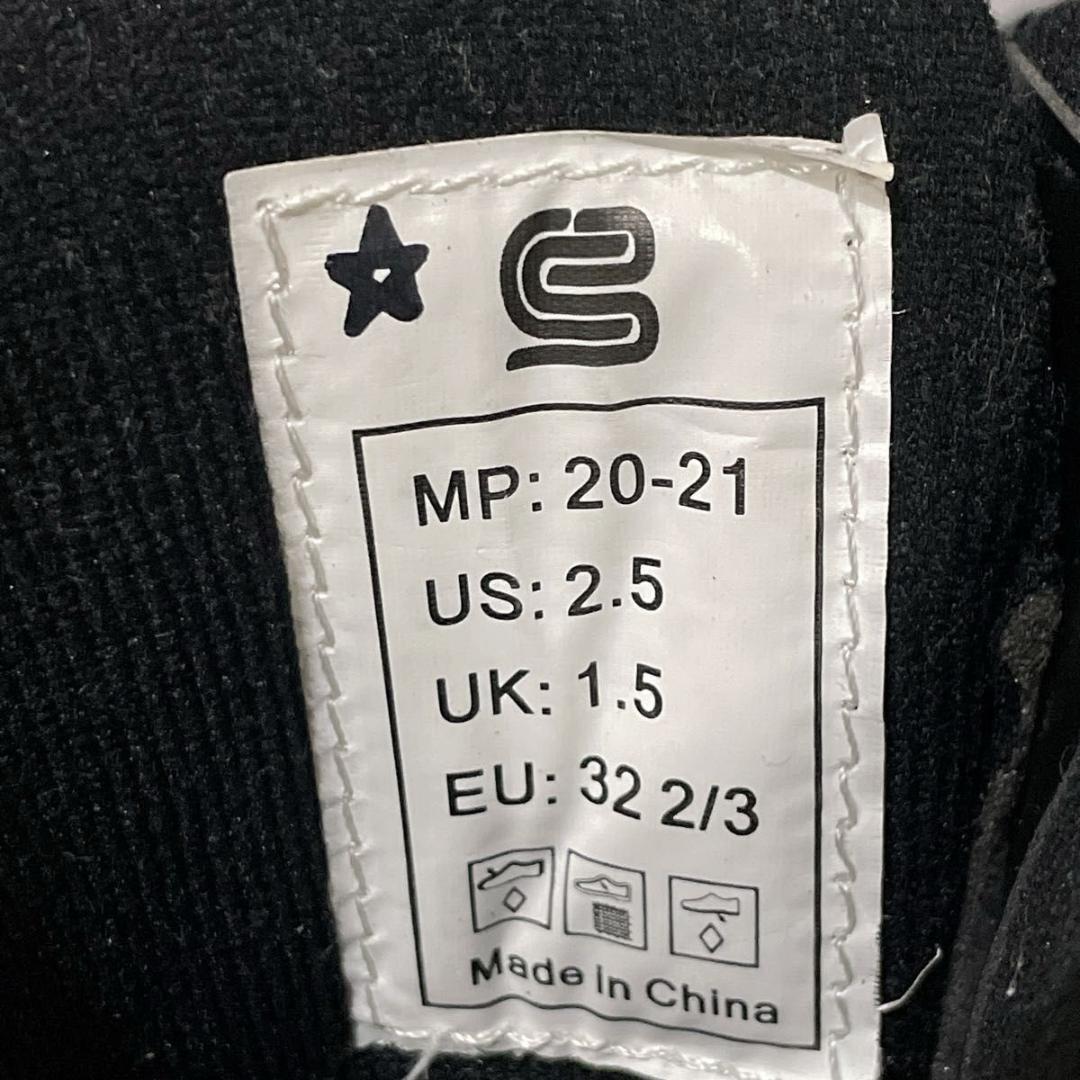 MP: 20-21
US: 2.5
UK: 1.5
EU: 32 2/3
Made in China